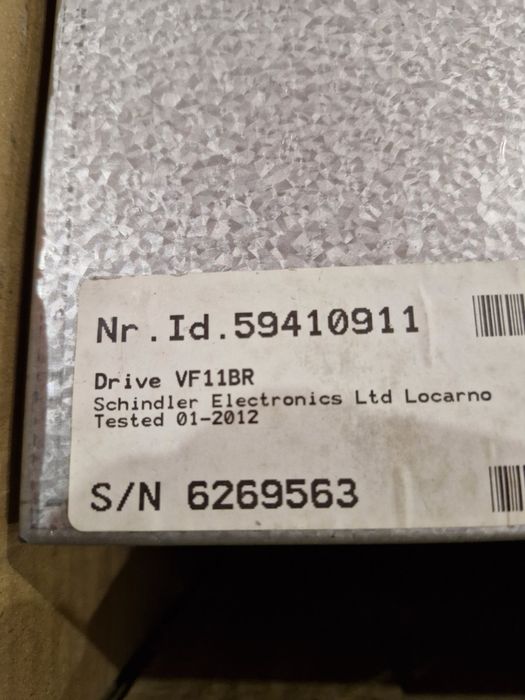 Nr.Id.59410911
Drive VF11BR
Schindler Electronics Ltd Locarno
Tested 01-2012
S/N 6269563